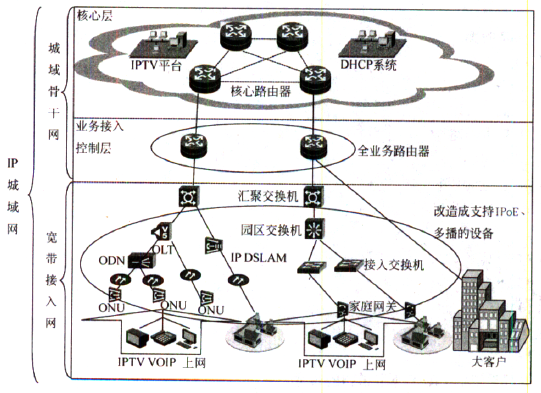 核心层
IPTV平台
DHCP系统
核心路由器
城域骨干网
业务接入
控制层
全业务路由器
IP城域网
宽带接入网
汇聚交换机
园区交换机
改造成支持IPoE、
多播的设备
OLT
ODN
IP DSLAM
接入交换机
ONU
ONU
ONU
家庭网关
IPTV VOIP 上网
IPTV VOIP 上网
大客户